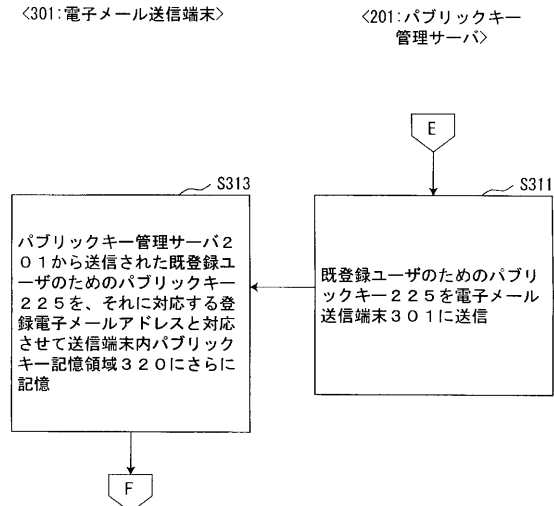 <301:電子メール送信端末>
<201:パブリックキー
管理サーバ>
E
S313
S311
パブリックキー管理サーバ2
01から送信された既登録ユ
ーザのためのパブリックキー
225を、それに対応する登
録電子メールアドレスと対応
させて送信端末内パブリック
キー記憶領域320にさらに
記憶
既登録ユーザのためのパブリ
ックキー225を電子メール
送信端末301に送信
F